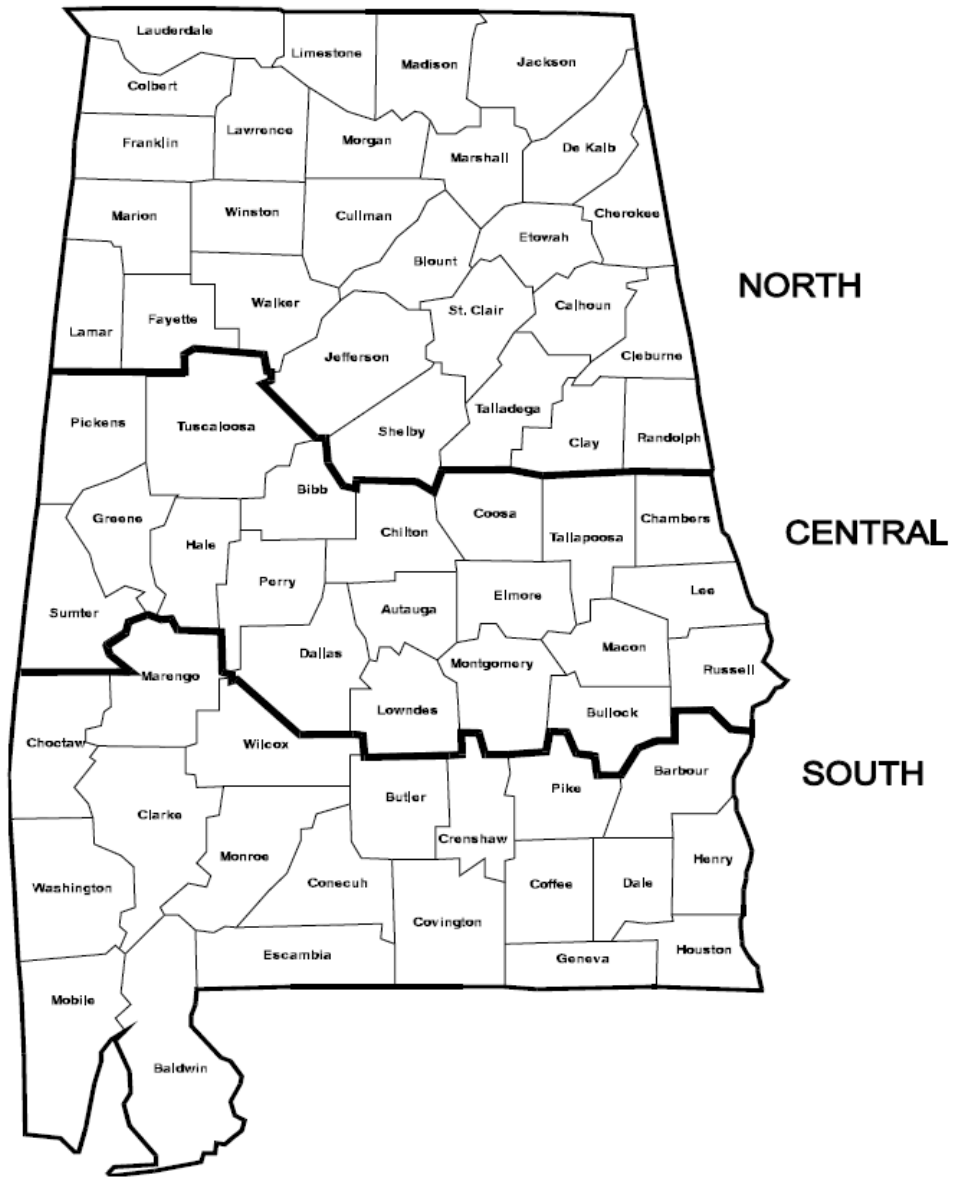 Lauderdale
Limestone
Madison
Jackson
Colbert
Lawrence
Franklin
Morgan
Marshall
De Kalb
Marion
Winston
Cullman
Cherokee
Etowah
Blount
NORTH
Walker
St. Clair
Calhoun
Lamar
Fayette
Jefferson
Cleburne
Pickens
Tuscaloosa
Shelby
Talladega
Clay
Randolph
Bibb
Greene
Hale
Chilton
Coosa
Tallapoosa
Chambers
CENTRAL
Sumter
Perry
Autauga
Elmore
Lee
Dallas
Montgomery
Macon
Russell
Marengo
Lowndes
Bullock
Choctaw
Wilcox
Barbour
SOUTH
Clarke
Butler
Pike
Crenshaw
Monroe
Henry
Washington
Conecuh
Coffee
Dale
Covington
Escambia
Geneva
Houston
Mobile
Baldwin